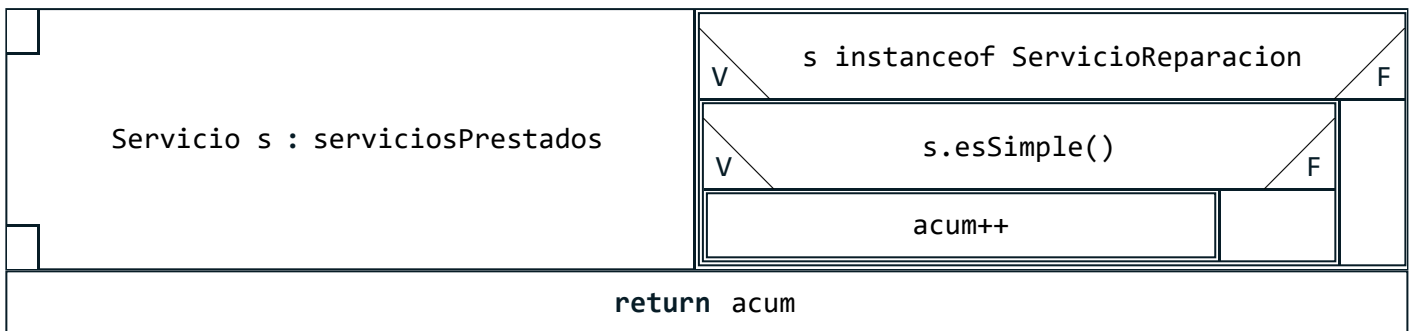 s instanceof ServicioReparacion
V
F
Servicio s : serviciosPrestados
s.esSimple()
V
F
acum++
return acum